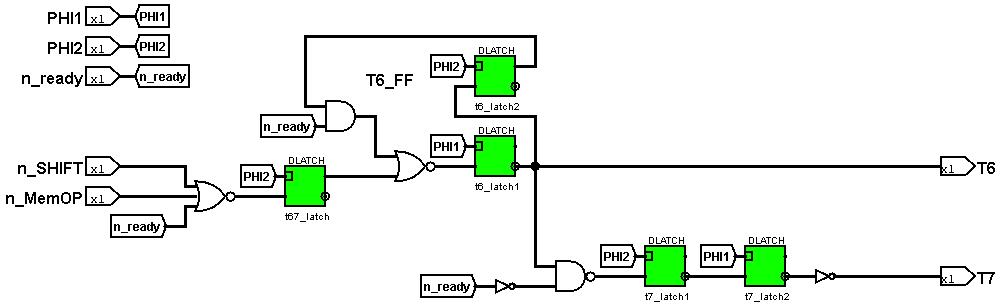 PHI1 x1 PHI1
PHI2 x1 PHI2
n_ready x1 n_ready
DLATCH
PHI2
t6_latch2
T6_FF
n_ready
DLATCH
PHI1
t6_latch1
n_SHIFT x1
n_MemOP x1
n_ready
DLATCH
PHI2
t67_latch
x1 T6
n_ready
DLATCH
PHI2
t7_latch1
DLATCH
PHI1
t7_latch2
x1 T7